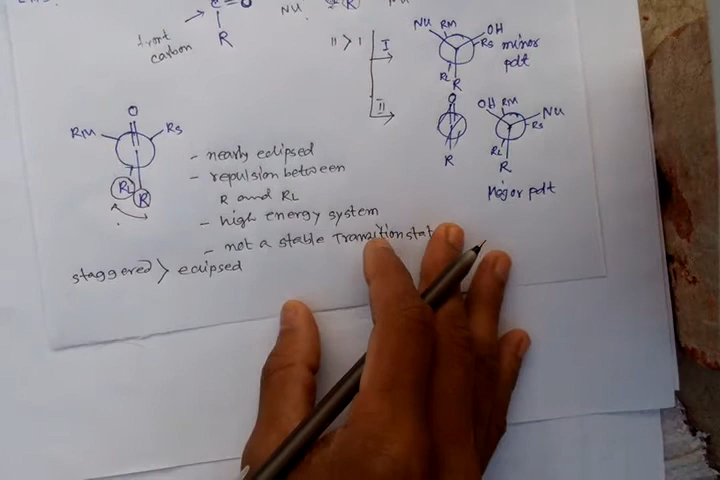 C=O
Nu
R
front
carbon
R
II > I
I
Nu RM
OH
Rs
RL
R
minor
pdt
II
O
R
OH RM
Nu
Rs
RL
R
Major pdt
O
RM
Rs
RL
R
- nearly eclipsed
- repulsion between
R and RL
- high energy system
- not a stable Transition stat
staggered > eclipsed